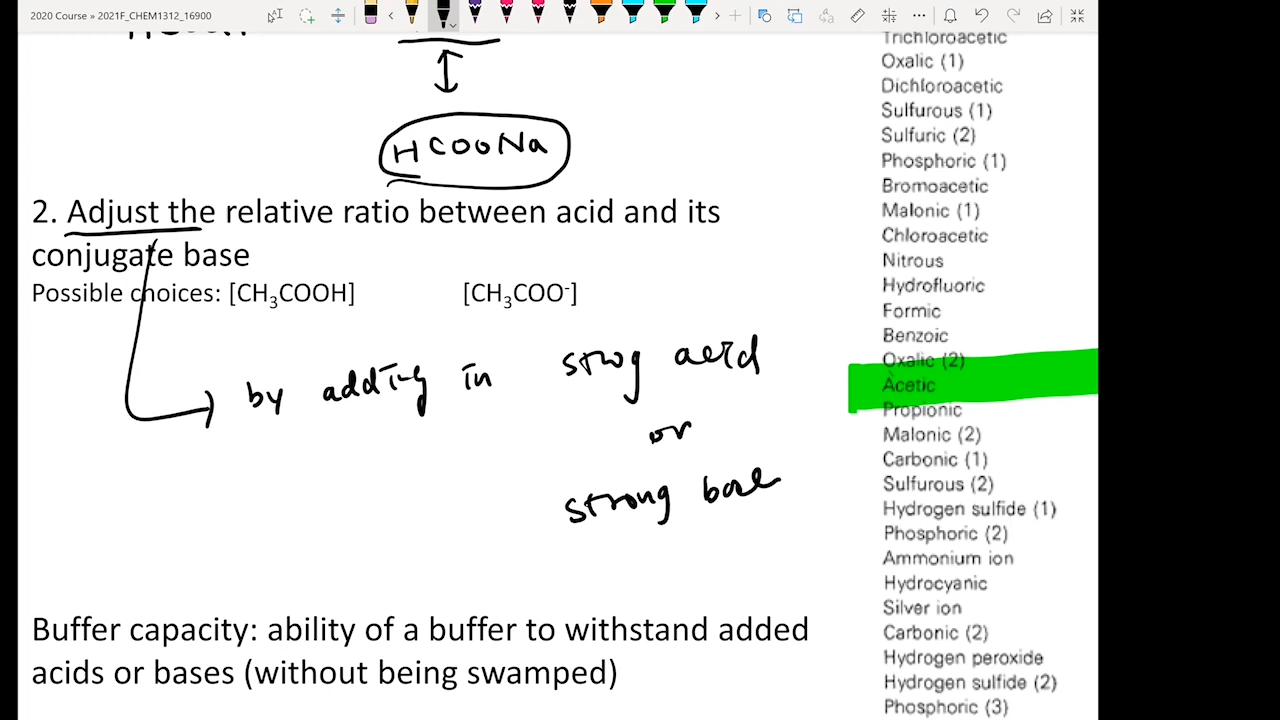 2020 Course » 2021F_CHEM1312_16900
HCOONa
2. Adjust the relative ratio between acid and its
conjugate base
Possible choices: [CH₃COOH] [CH₃COO⁻]
by adding in strog acid
or
strong base
Buffer capacity: ability of a buffer to withstand added
acids or bases (without being swamped)
Trichloroacetic
Oxalic (1)
Dichloroacetic
Sulfurous (1)
Sulfuric (2)
Phosphoric (1)
Bromoacetic
Malonic (1)
Chloroacetic
Nitrous
Hydrofluoric
Formic
Benzoic
Oxalic (2)
Acetic
Propionic
Malonic (2)
Carbonic (1)
Sulfurous (2)
Hydrogen sulfide (1)
Phosphoric (2)
Ammonium ion
Hydrocyanic
Silver ion
Carbonic (2)
Hydrogen peroxide
Hydrogen sulfide (2)
Phosphoric (3)